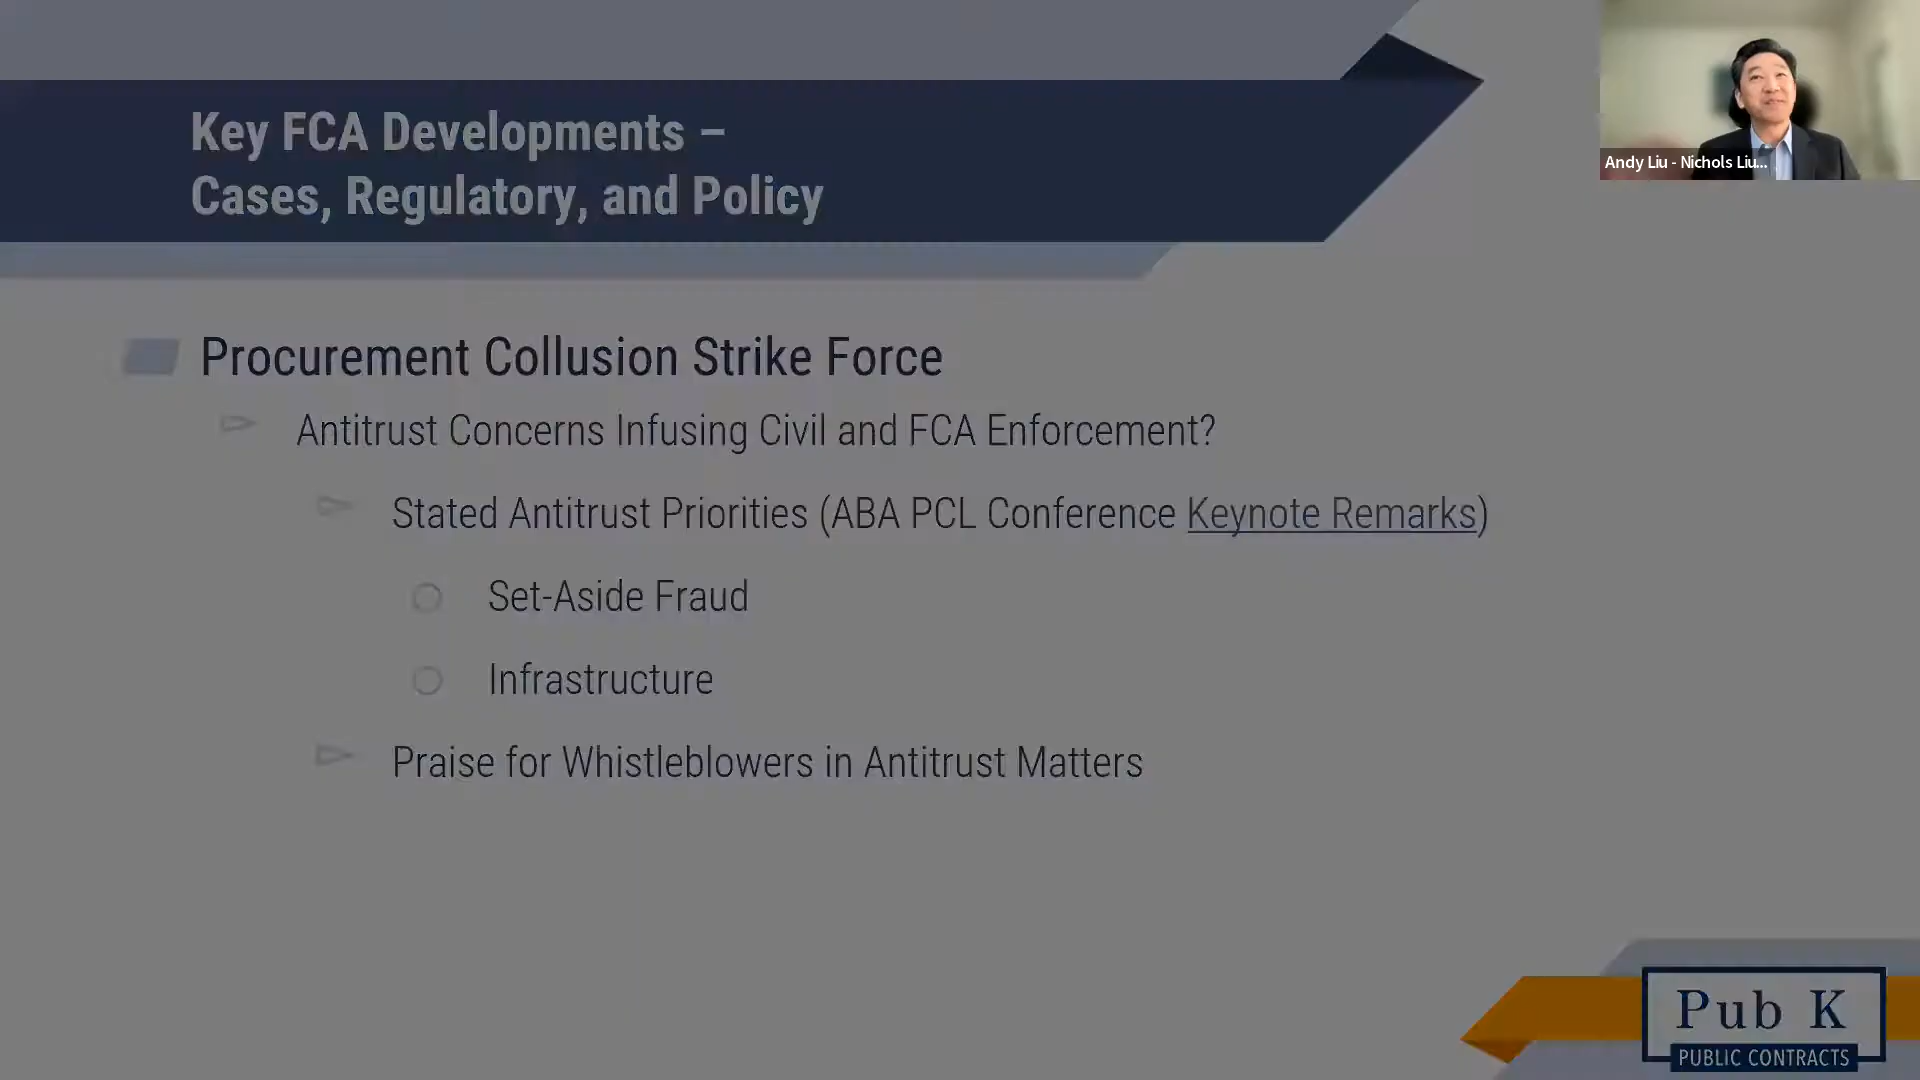 Key FCA Developments –
Cases, Regulatory, and Policy
Andy Liu - Nichols Liu...
Procurement Collusion Strike Force
Antitrust Concerns Infusing Civil and FCA Enforcement?
Stated Antitrust Priorities (ABA PCL Conference Keynote Remarks)
Set-Aside Fraud
Infrastructure
Praise for Whistleblowers in Antitrust Matters
Pub K
PUBLIC CONTRACTS